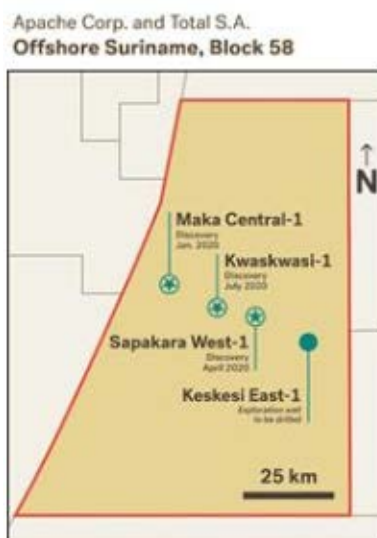 Apache Corp. and Total S.A.
Offshore Suriname, Block 58
↑
N
Maka Central-1
Discovery
Jan. 2020
Kwaskwasi-1
Discovery
July 2020
Sapakara West-1
Discovery
April 2020
Keskesi East-1
Exploration well
to be drilled
25 km